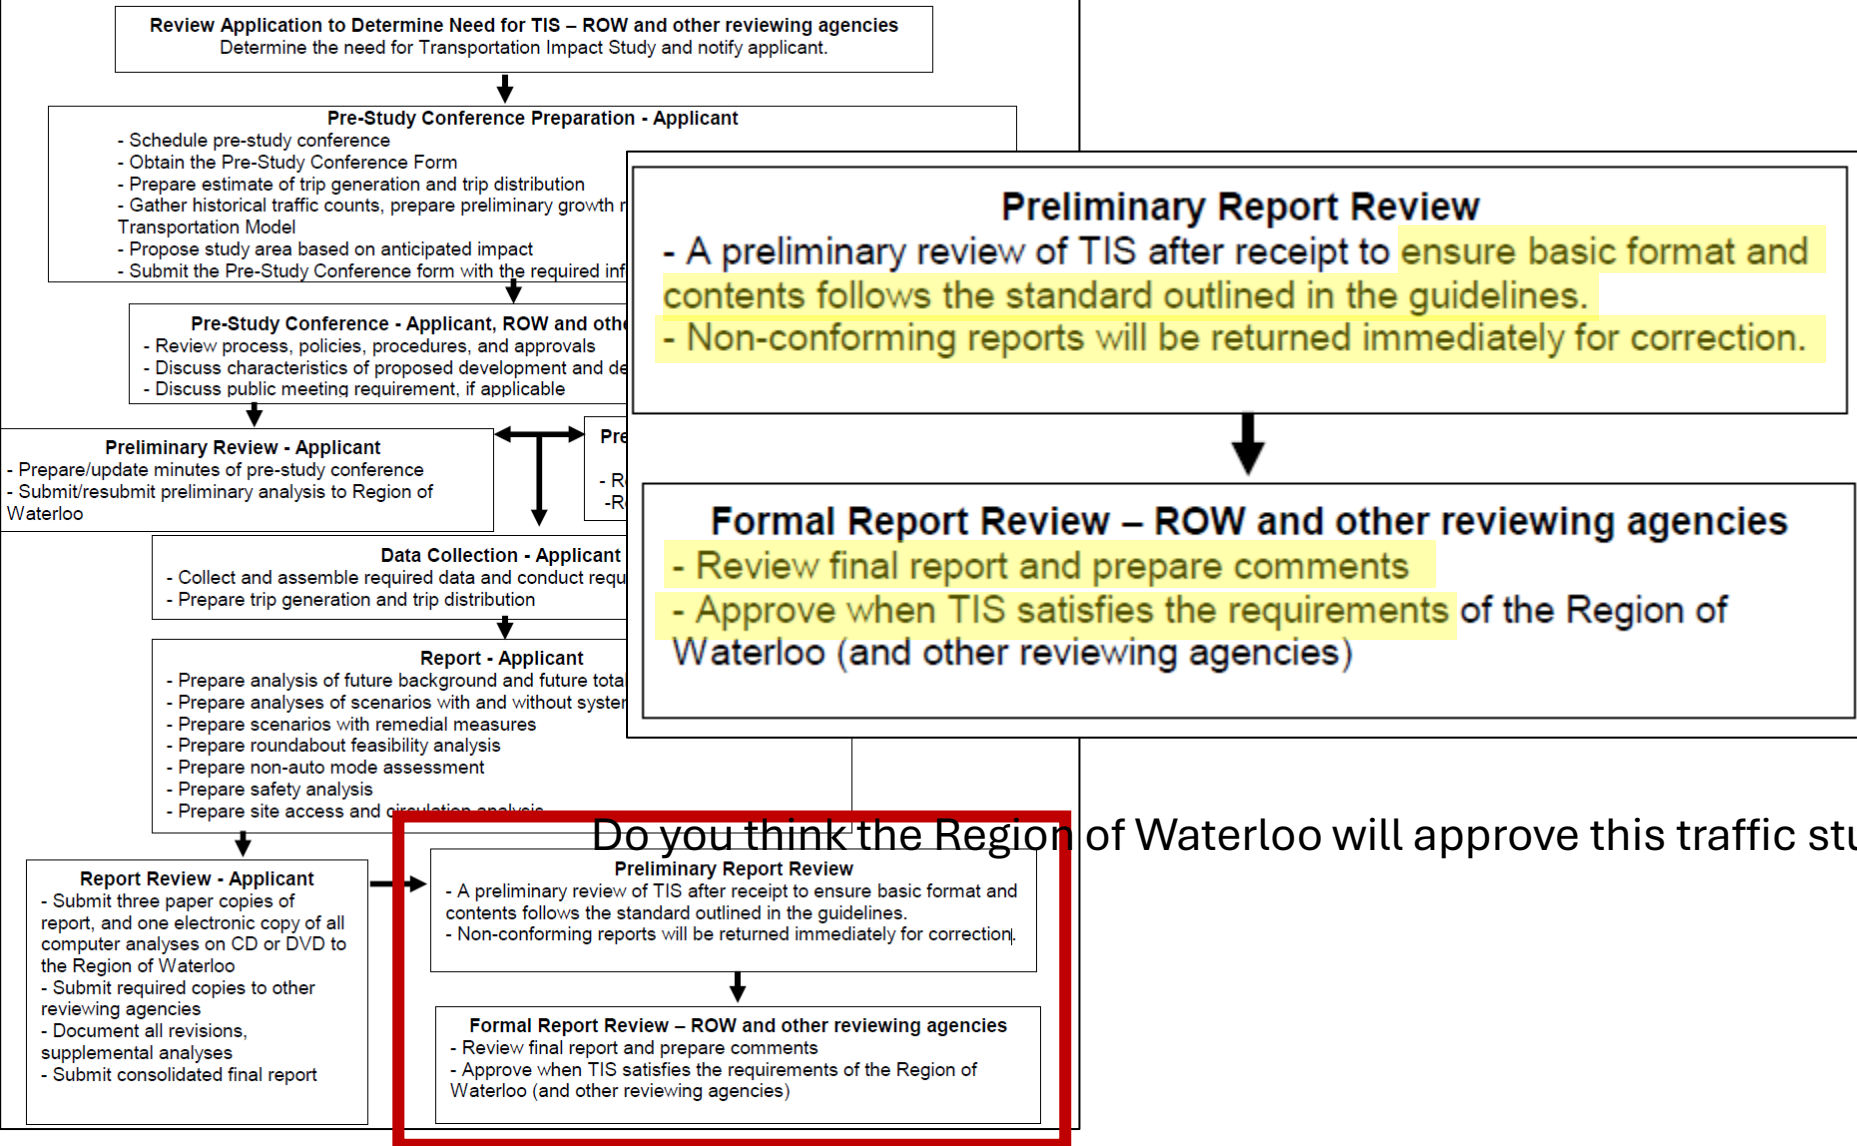 Review Application to Determine Need for TIS – ROW and other reviewing agencies
Determine the need for Transportation Impact Study and notify applicant.
Pre-Study Conference Preparation - Applicant
- Schedule pre-study conference
- Obtain the Pre-Study Conference Form
- Prepare estimate of trip generation and trip distribution
- Gather historical traffic counts, prepare preliminary growth
Transportation Model
- Propose study area based on anticipated impact
- Submit the Pre-Study Conference form with the required
Pre-Study Conference - Applicant, ROW and
- Review process, policies, procedures, and approvals
- Discuss characteristics of proposed development and
- Discuss public meeting requirement, if applicable
Preliminary Review - Applicant
- Prepare/update minutes of pre-study conference
- Submit/resubmit preliminary analysis to Region of
Waterloo
Data Collection - Applicant
- Collect and assemble required data and conduct
- Prepare trip generation and trip distribution
Report - Applicant
- Prepare analysis of future background and future
- Prepare analyses of scenarios with and without
- Prepare scenarios with remedial measures
- Prepare roundabout feasibility analysis
- Prepare non-auto mode assessment
- Prepare safety analysis
- Prepare site access and circulation analysis
Report Review - Applicant
- Submit three paper copies of
report, and one electronic copy of all
computer analyses on CD or DVD to
the Region of Waterloo
- Submit required copies to other
reviewing agencies
- Document all revisions,
supplemental analyses
- Submit consolidated final report
Preliminary Report Review
- A preliminary review of TIS after receipt to ensure basic format and
contents follows the standard outlined in the guidelines.
- Non-conforming reports will be returned immediately for correction.
Formal Report Review – ROW and other reviewing agencies
- Review final report and prepare comments
- Approve when TIS satisfies the requirements of the Region of
Waterloo (and other reviewing agencies)
Preliminary Report Review
- A preliminary review of TIS after receipt to ensure basic format and
contents follows the standard outlined in the guidelines.
- Non-conforming reports will be returned immediately for correction.
Formal Report Review – ROW and other reviewing agencies
- Review final report and prepare comments
- Approve when TIS satisfies the requirements of the Region of
Waterloo (and other reviewing agencies)
Do you think the Region of Waterloo will approve this traffic